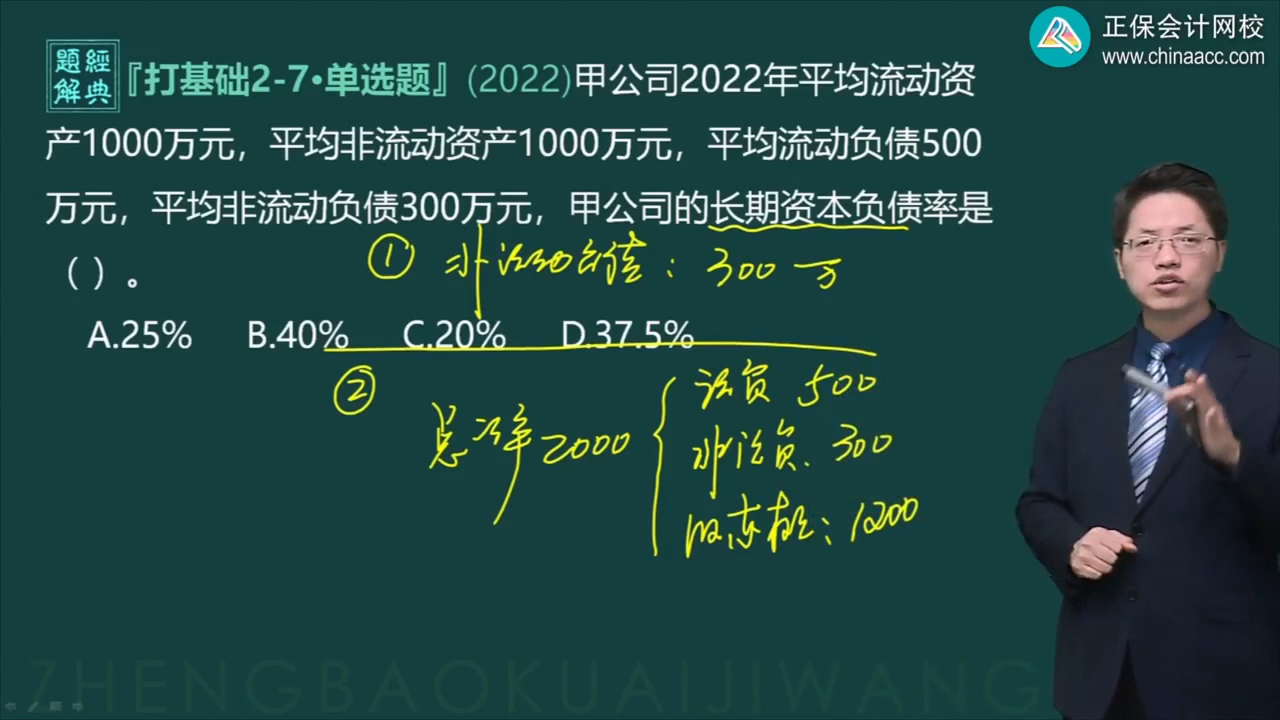 正保会计网校
www.chinaacc.com
題經
解典
『打基础2-7·单选题』(2022)甲公司2022年平均流动资
产1000万元，平均非流动资产1000万元，平均流动负债500
万元，平均非流动负债300万元，甲公司的长期资本负债率是
（ ）。
① 非流动负债：300万
A.25% B.40% C.20% D.37.5%
②
总资产2000
流负 500
非流负. 300
股东权：1200
ZHENGBAOKUAIJIWANG